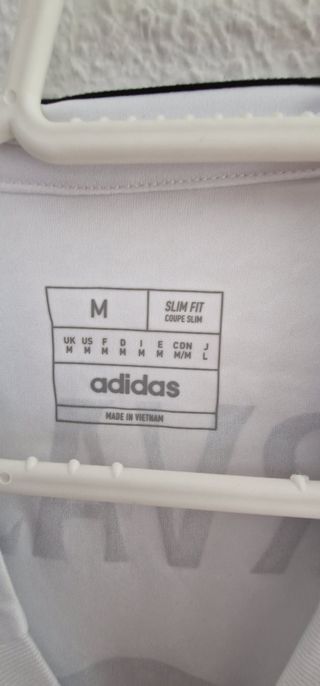 M
SLIM FIT
COUPE SLIM
UK US F D I E CDN J
M M M M M M M/M L
adidas
MADE IN VIETNAM